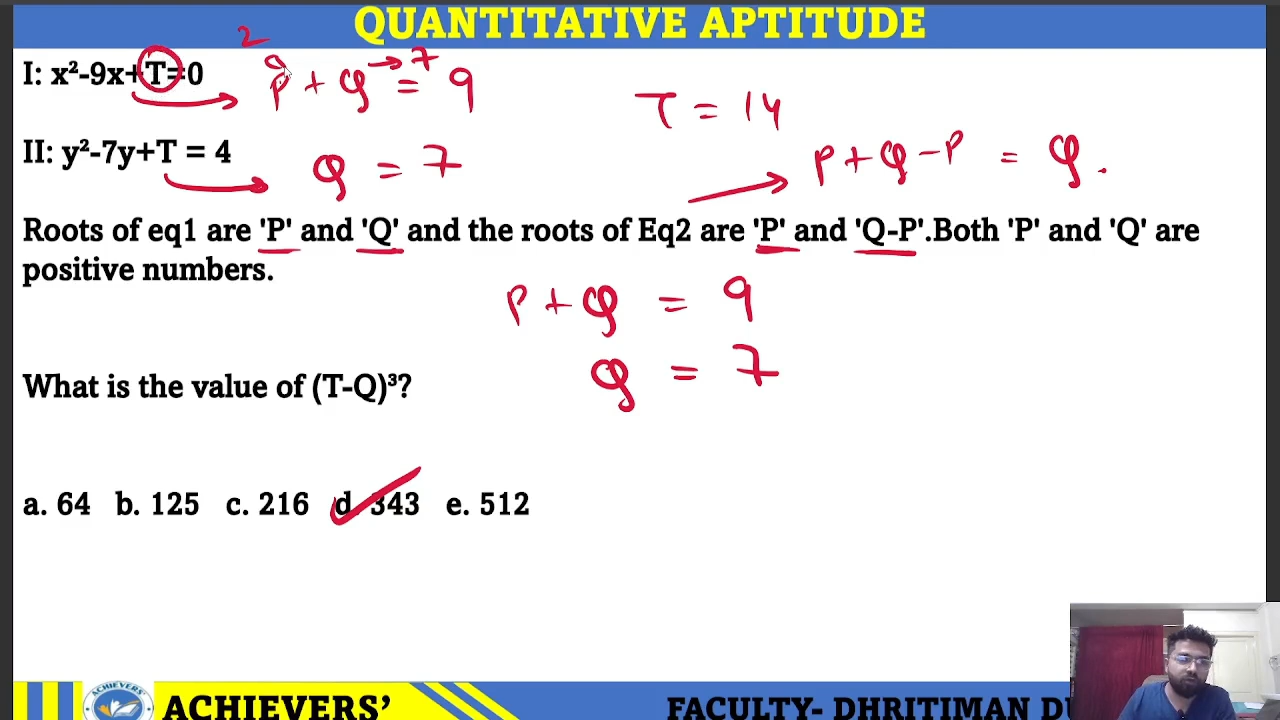 QUANTITATIVE APTITUDE
I: x²-9x+T=0
2
P + Q = 9
→ 7
T = 14
II: y²-7y+T = 4
Q = 7
P + Q - P = Q.
Roots of eq1 are 'P' and 'Q' and the roots of Eq2 are 'P' and 'Q-P'.Both 'P' and 'Q' are
positive numbers.
P + Q = 9
Q = 7
What is the value of (T-Q)³?
a. 64 b. 125 c. 216 d. 343 e. 512
ACHIEVERS'
ACHIEVERS’
FACULTY- DHRITIMAN